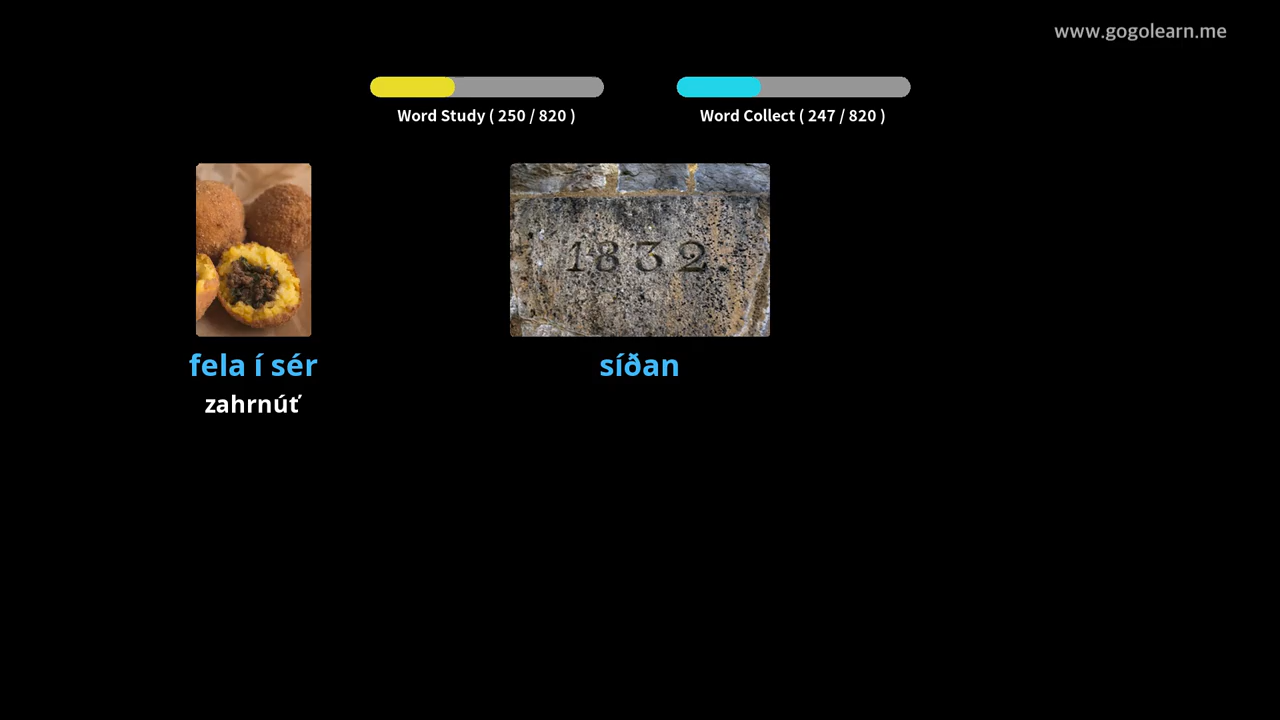 www.gogolearn.me
Word Study ( 250 / 820 )
Word Collect ( 247 / 820 )
1832.
fela í sér
síðan
zahrnúť